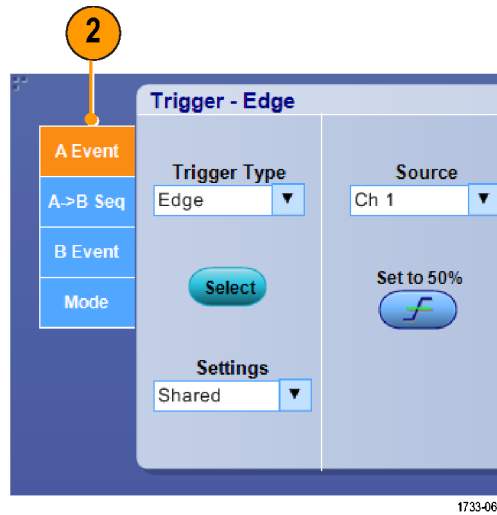 2
Trigger - Edge
A Event
A->B Seq
B Event
Mode
Trigger Type
Edge
Select
Settings
Shared
Source
Ch 1
Set to 50%
1733-06